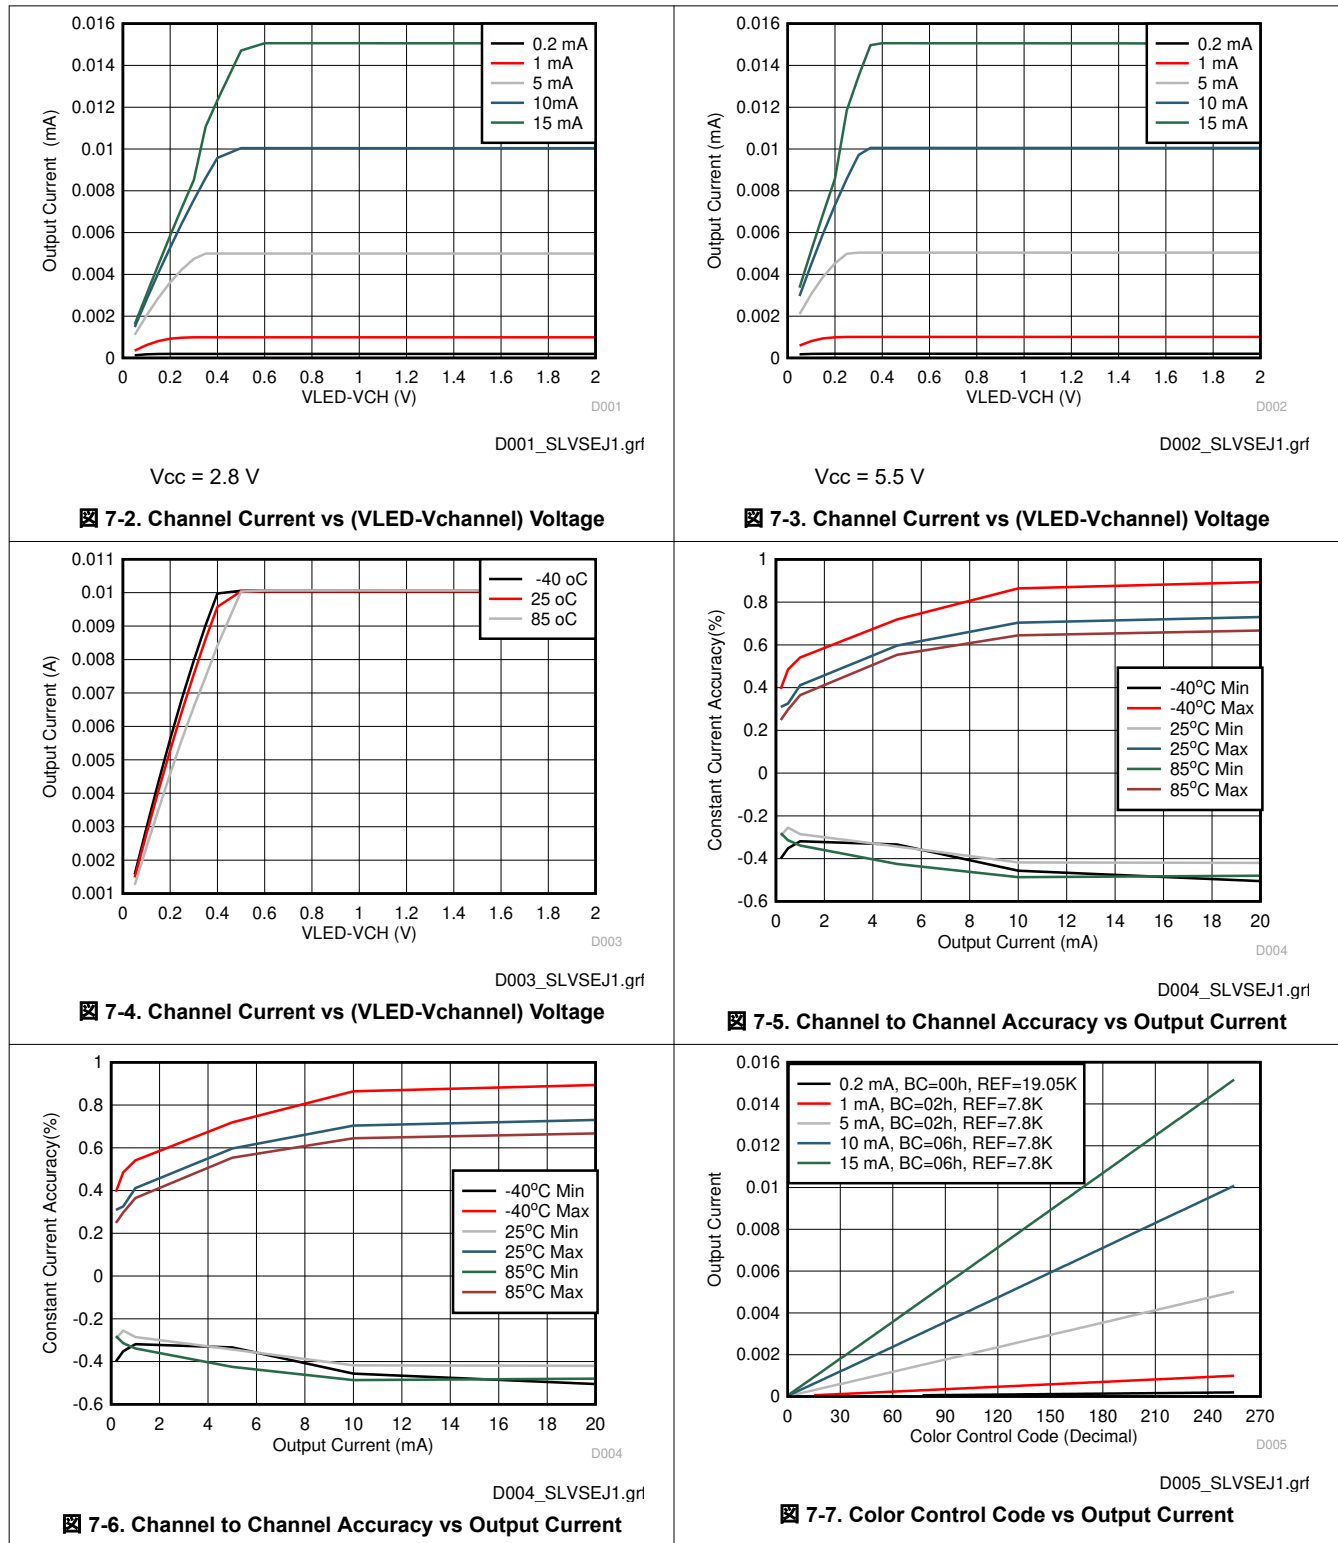 0.016
0.014
0.012
0.01
0.008
0.006
0.004
0.002
0
Output Current (mA)
0.2 mA
1 mA
5 mA
10mA
15 mA
0 0.2 0.4 0.6 0.8 1 1.2 1.4 1.6 1.8 2
VLED-VCH (V)
D001
D001_SLVSEJ1.grf
Vcc = 2.8 V
図 7-2. Channel Current vs (VLED-Vchannel) Voltage
0.016
0.014
0.012
0.01
0.008
0.006
0.004
0.002
0
Output Current (mA)
0.2 mA
1 mA
5 mA
10 mA
15 mA
0 0.2 0.4 0.6 0.8 1 1.2 1.4 1.6 1.8 2
VLED-VCH (V)
D002
D002_SLVSEJ1.grf
Vcc = 5.5 V
図 7-3. Channel Current vs (VLED-Vchannel) Voltage
0.011
0.01
0.009
0.008
0.007
0.006
0.005
0.004
0.003
0.002
0.001
Output Current (A)
-40 oC
25 oC
85 oC
0 0.2 0.4 0.6 0.8 1 1.2 1.4 1.6 1.8 2
VLED-VCH (V)
D003
D003_SLVSEJ1.grf
図 7-4. Channel Current vs (VLED-Vchannel) Voltage
1
0.8
0.6
0.4
0.2
0
-0.2
-0.4
-0.6
Constant Current Accuracy(%)
-40°C Min
-40°C Max
25°C Min
25°C Max
85°C Min
85°C Max
0 2 4 6 8 10 12 14 16 18 20
Output Current (mA)
D004
D004_SLVSEJ1.grf
図 7-5. Channel to Channel Accuracy vs Output Current
1
0.8
0.6
0.4
0.2
0
-0.2
-0.4
-0.6
Constant Current Accuracy(%)
-40°C Min
-40°C Max
25°C Min
25°C Max
85°C Min
85°C Max
0 2 4 6 8 10 12 14 16 18 20
Output Current (mA)
D004
D004_SLVSEJ1.grf
図 7-6. Channel to Channel Accuracy vs Output Current
0.016
0.014
0.012
0.01
0.008
0.006
0.004
0.002
0
Output Current
0.2 mA, BC=00h, REF=19.05K
1 mA, BC=02h, REF=7.8K
5 mA, BC=02h, REF=7.8K
10 mA, BC=06h, REF=7.8K
15 mA, BC=06h, REF=7.8K
0 30 60 90 120 150 180 210 240 270
Color Control Code (Decimal)
D005
D005_SLVSEJ1.grf
図 7-7. Color Control Code vs Output Current